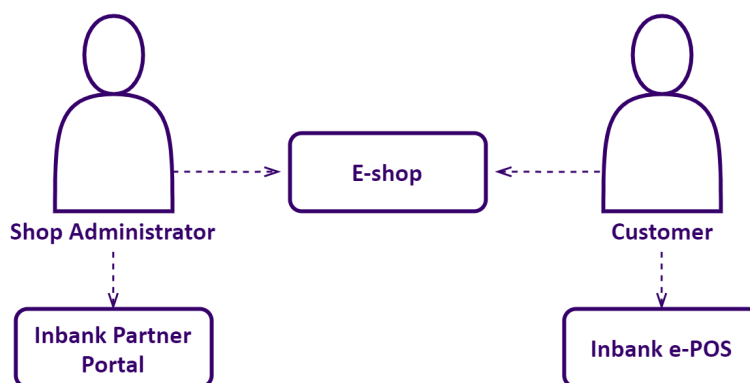 E-shop
Shop Administrator
Customer
Inbank Partner
Portal
Inbank e-POS